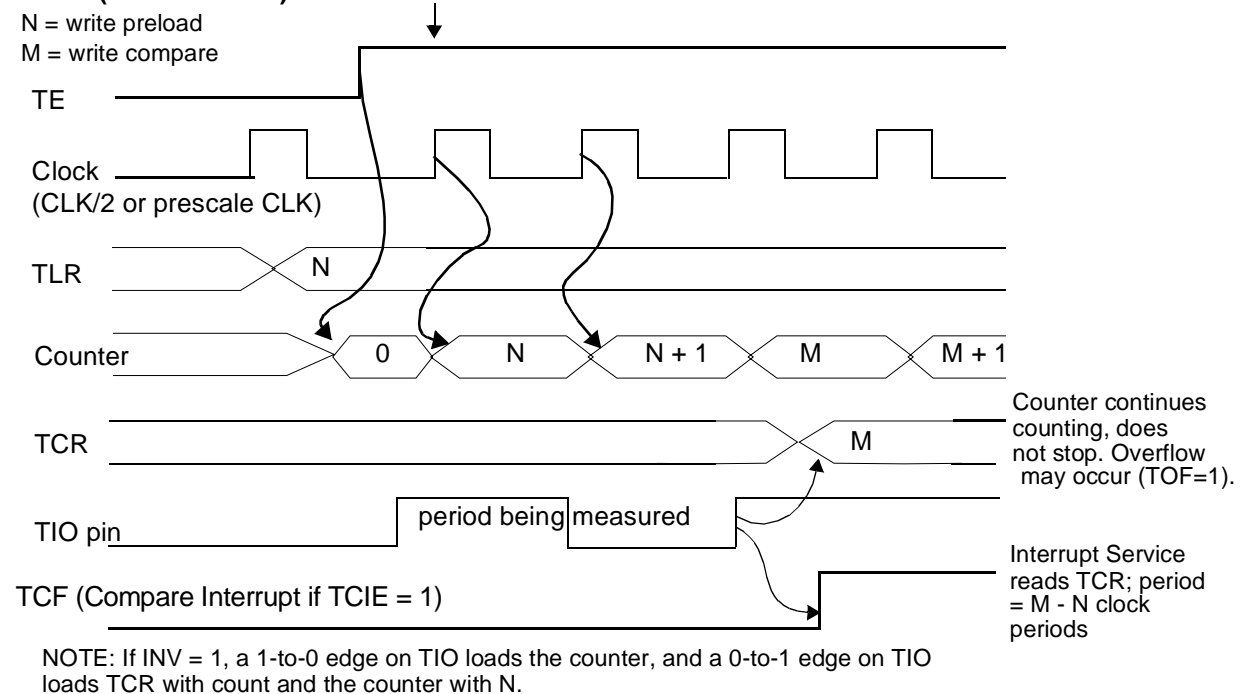 N = write preload
M = write compare
TE
Clock
(CLK/2 or prescale CLK)
TLR
N
Counter
0
N
N + 1
M
M + 1
TCR
M
Counter continues
counting, does
not stop. Overflow
may occur (TOF=1).
TIO pin
period being measured
TCF (Compare Interrupt if TCIE = 1)
Interrupt Service
reads TCR; period
= M - N clock
periods
NOTE: If INV = 1, a 1-to-0 edge on TIO loads the counter, and a 0-to-1 edge on TIO
loads TCR with count and the counter with N.